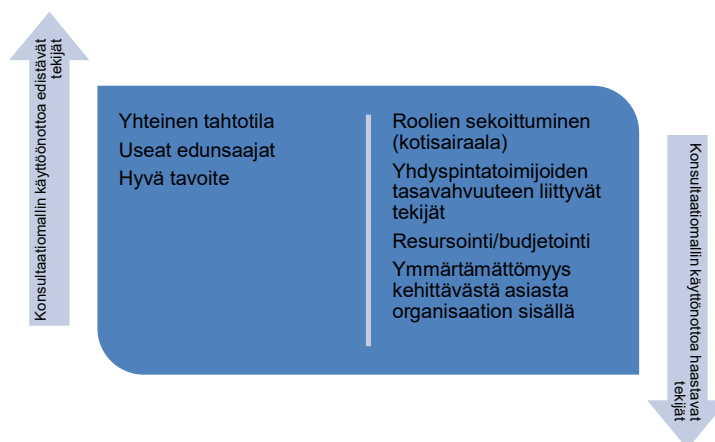 Konsultaatiomallin käyttöönottoa edistävät
tekijät
Yhteinen tahtotila
Useat edunsaajat
Hyvä tavoite
Roolien sekoittuminen
(kotisairaala)
Yhdyspintatoimijoiden
tasavahvuuteen liittyvät
tekijät
Resursointi/budjetointi
Ymmärtämättömyys
kehittävästä asiasta
organisaation sisällä
Konsultaatiomallin käyttönottoa haastavat
tekijät